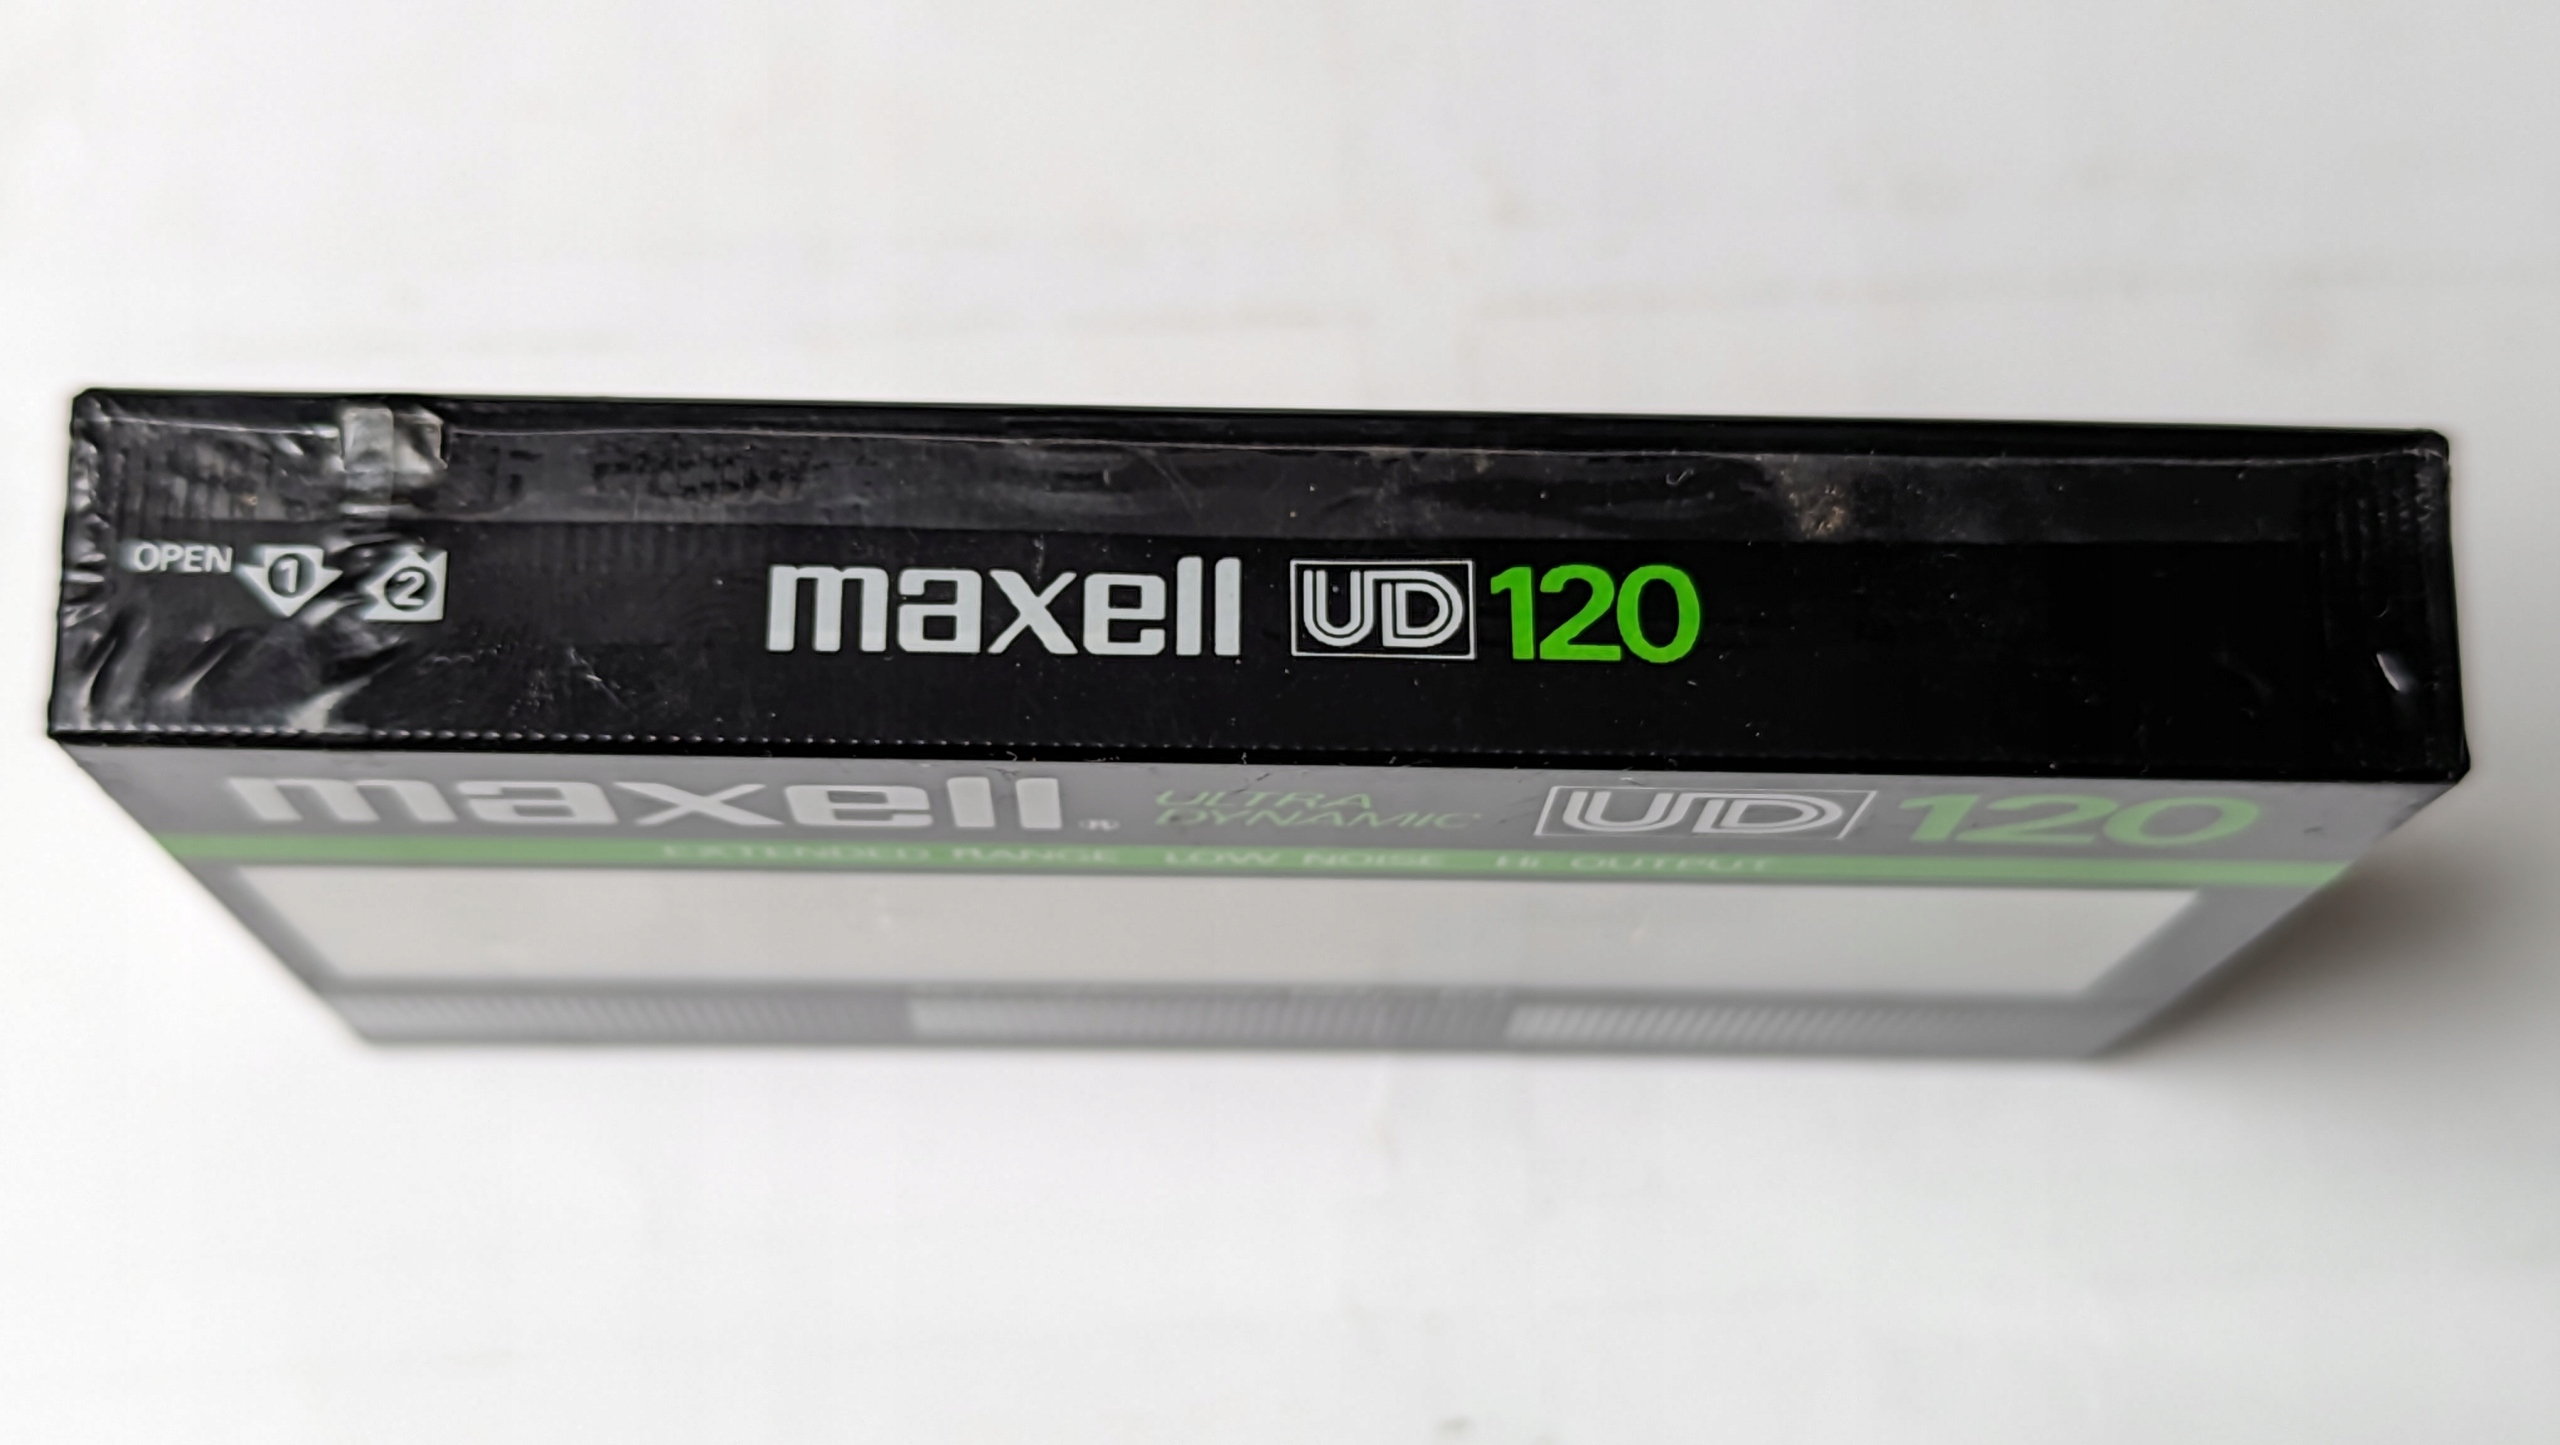 OPEN 1 2
maxell UD 120
maxell® ULTRA DYNAMIC UD 120
EXTENDED RANGE LOW NOISE Hi OUTPUT